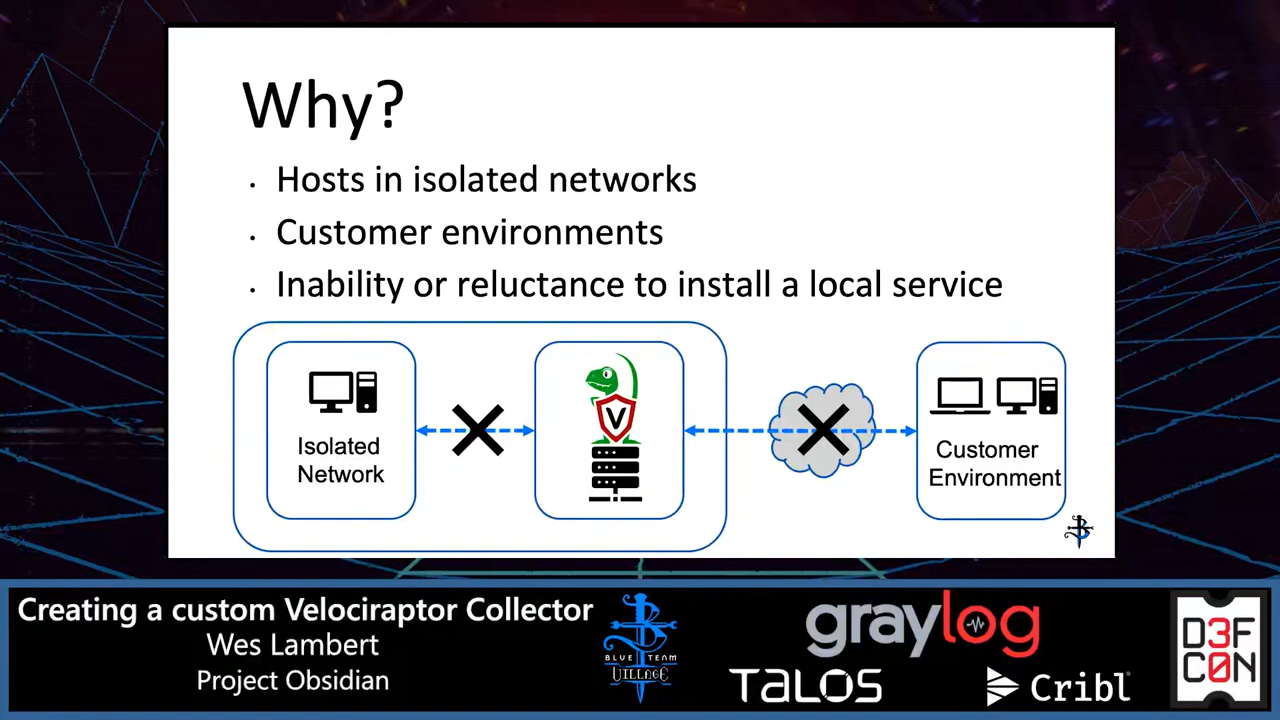 Why?
• Hosts in isolated networks
• Customer environments
• Inability or reluctance to install a local service
Isolated
Network
V
Customer
Environment
Creating a custom Velociraptor Collector
Wes Lambert
Project Obsidian
BLUE TEAM
VILLAGE
graylog
TALOS
Cribl
D3F
C0N